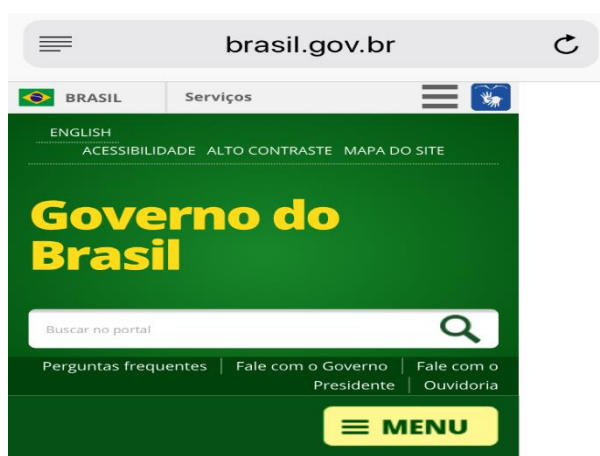 brasil.gov.br
BRASIL Serviços
ENGLISH
ACESSIBILIDADE ALTO CONTRASTE MAPA DO SITE
Governo do
Brasil
Buscar no portal
Perguntas frequentes Fale com o Governo Fale com o
Presidente Ouvidoria
MENU